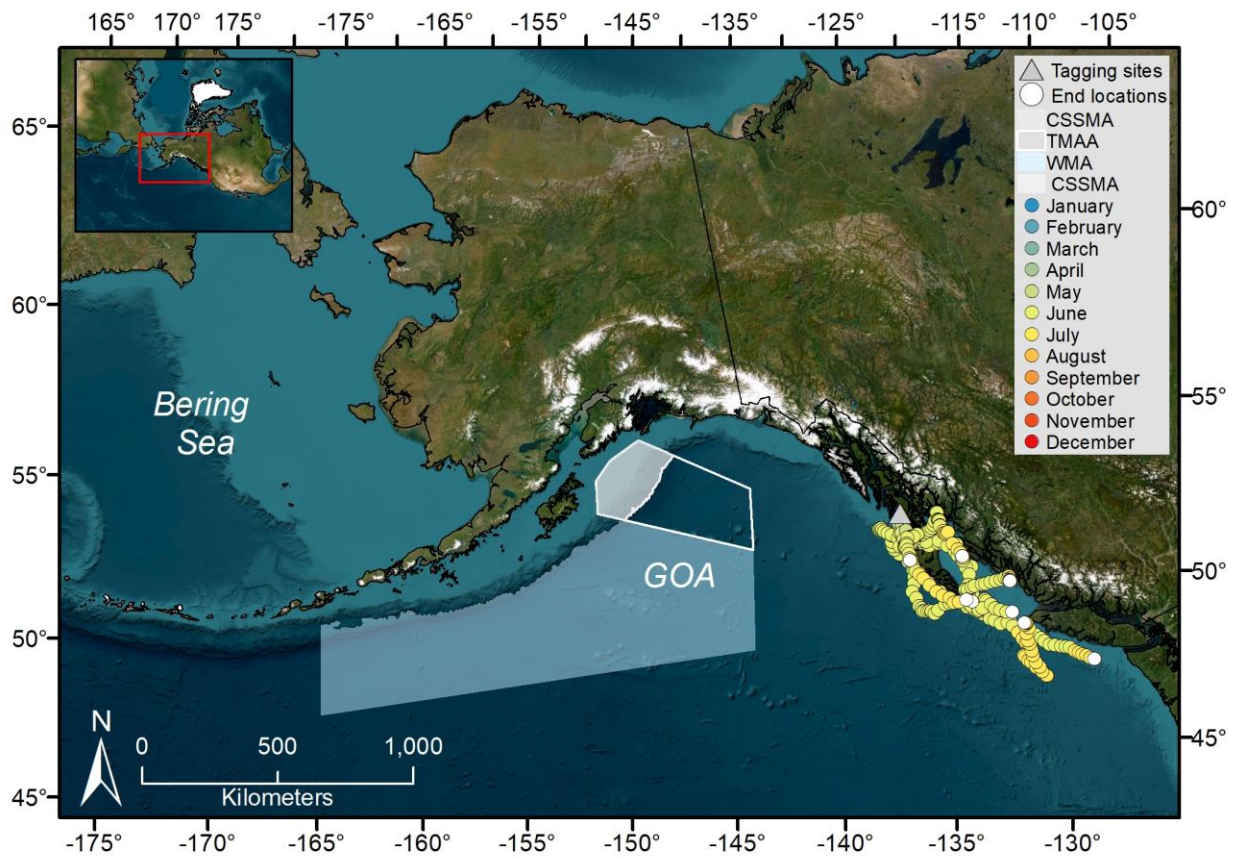 165° 170° 175° -175° -165° -155° -145° -135° -125° -115° -110° -105°
Tagging sites
End locations
CSSMA
TMAA
WMA
CSSMA
January
February
March
April
May
June
July
August
September
October
November
December
65°
60°
55°
50°
45°
60°
55°
50°
45°
Bering
Sea
GOA
N
0 500 1,000
Kilometers
-175° -170° -165° -160° -155° -150° -145° -140° -135° -130°